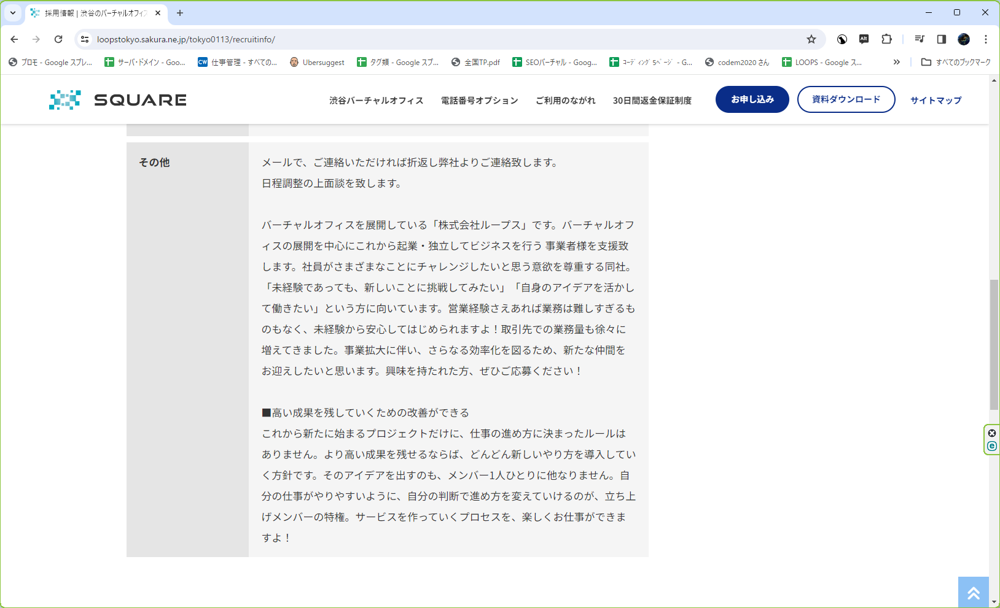 採用情報 | 渋谷のバーチャルオフィス
loopstokyo.sakura.ne.jp/tokyo0113/recruitinfo/
プロモ - Google スプレ...
サーバ・ドメイン - Goo...
仕事管理 - すべての...
Ubersuggest
タグ類 - Google スプ...
全国TP.pdf
SEOバーチャル - Goog...
ｺｰﾃﾞｨﾝｸﾞ5ﾍﾟｰｼﾞ - G...
codem2020 さん
LOOPS - Google ス...
すべてのブックマーク
SQUARE
渋谷バーチャルオフィス
電話番号オプション
ご利用のながれ
30日間返金保証制度
お申し込み
資料ダウンロード
サイトマップ
その他
メールで、ご連絡いただければ折返し弊社よりご連絡致します。
日程調整の上面談を致します。
バーチャルオフィスを展開している「株式会社ループス」です。バーチャルオフ
ィスの展開を中心にこれから起業・独立してビジネスを行う 事業者様を支援致
します。社員がさまざまなことにチャレンジしたいと思う意欲を尊重する同社。
「未経験であっても、新しいことに挑戦してみたい」「自身のアイデアを活かし
て働きたい」という方に向いています。営業経験さえあれば業務は難しすぎるも
のもなく、未経験から安心してはじめられますよ！取引先での業務量も徐々に
増えてきました。事業拡大に伴い、さらなる効率化を図るため、新たな仲間を
お迎えしたいと思います。興味を持たれた方、ぜひご応募ください！
■高い成果を残していくための改善ができる
これから新たに始まるプロジェクトだけに、仕事の進め方に決まったルールは
ありません。より高い成果を残せるならば、どんどん新しいやり方を導入してい
く方針です。そのアイデアを出すのも、メンバー1人ひとりに他なりません。自
分の仕事がやりやすいように、自分の判断で進め方を変えていけるのが、立ち上
げメンバーの特権。サービスを作っていくプロセスを、楽しくお仕事ができま
すよ！